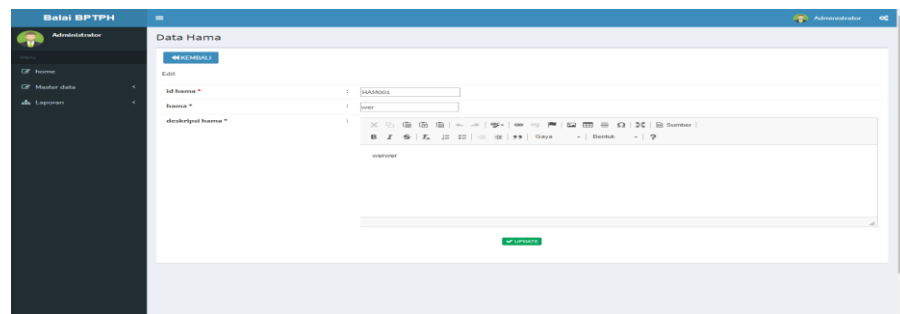 Balai BPTPH
Administrator
Administrator
Data Hama
MENU
home
Master data
Laporan
KEMBALI
Edit
id hama * : HAM001
hama * : wer
deskripsi hama * :
Sumber
B I S Ix Gaya Bentuk ?
werwer
UPDATE